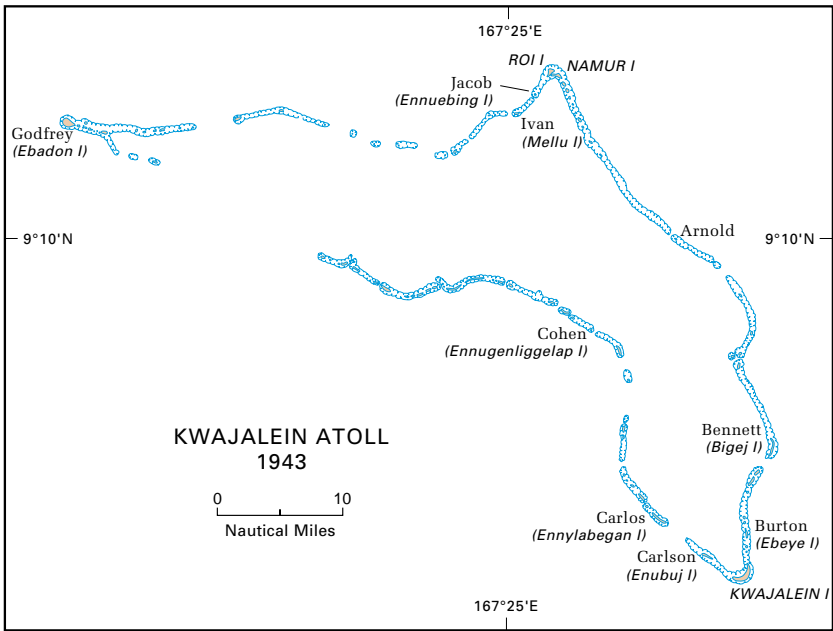 167°25'E
ROI I
NAMUR I
Jacob
(Ennuebing I)
Ivan
(Mellu I)
Godfrey
(Ebadon I)
9°10'N
Arnold
9°10'N
Cohen
(Ennugenliggelap I)
KWAJALEIN ATOLL
1943
0 10
Nautical Miles
Bennett
(Bigej I)
Carlos
(Ennylabegan I)
Burton
(Ebeye I)
Carlson
(Enubuj I)
KWAJALEIN I
167°25'E